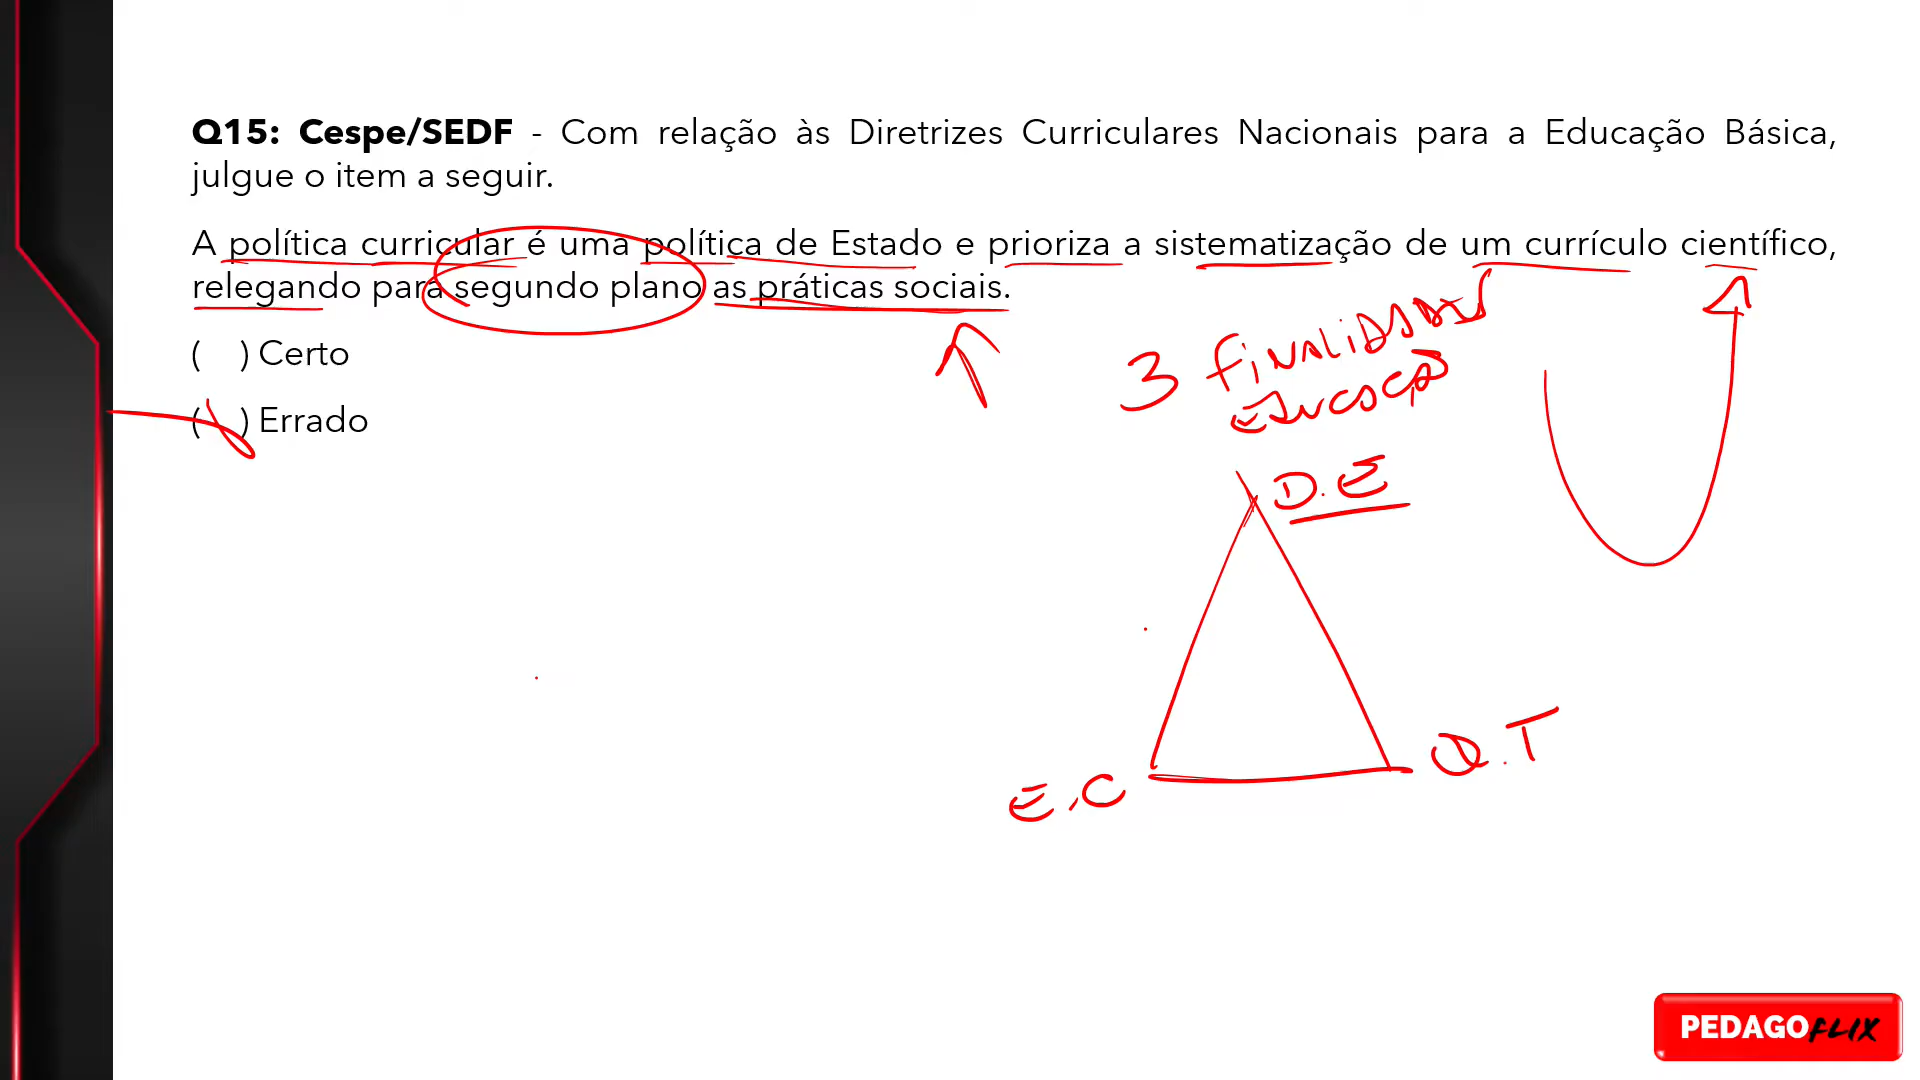 Q15: Cespe/SEDF - Com relação às Diretrizes Curriculares Nacionais para a Educação Básica,
julgue o item a seguir.
A política curricular é uma política de Estado e prioriza a sistematização de um currículo científico,
relegando para segundo plano as práticas sociais.
( ) Certo
( ) Errado
3 FINALIDADES
EDUCAÇÃO
D.E
E.C
Q.T
PEDAGOFLIX